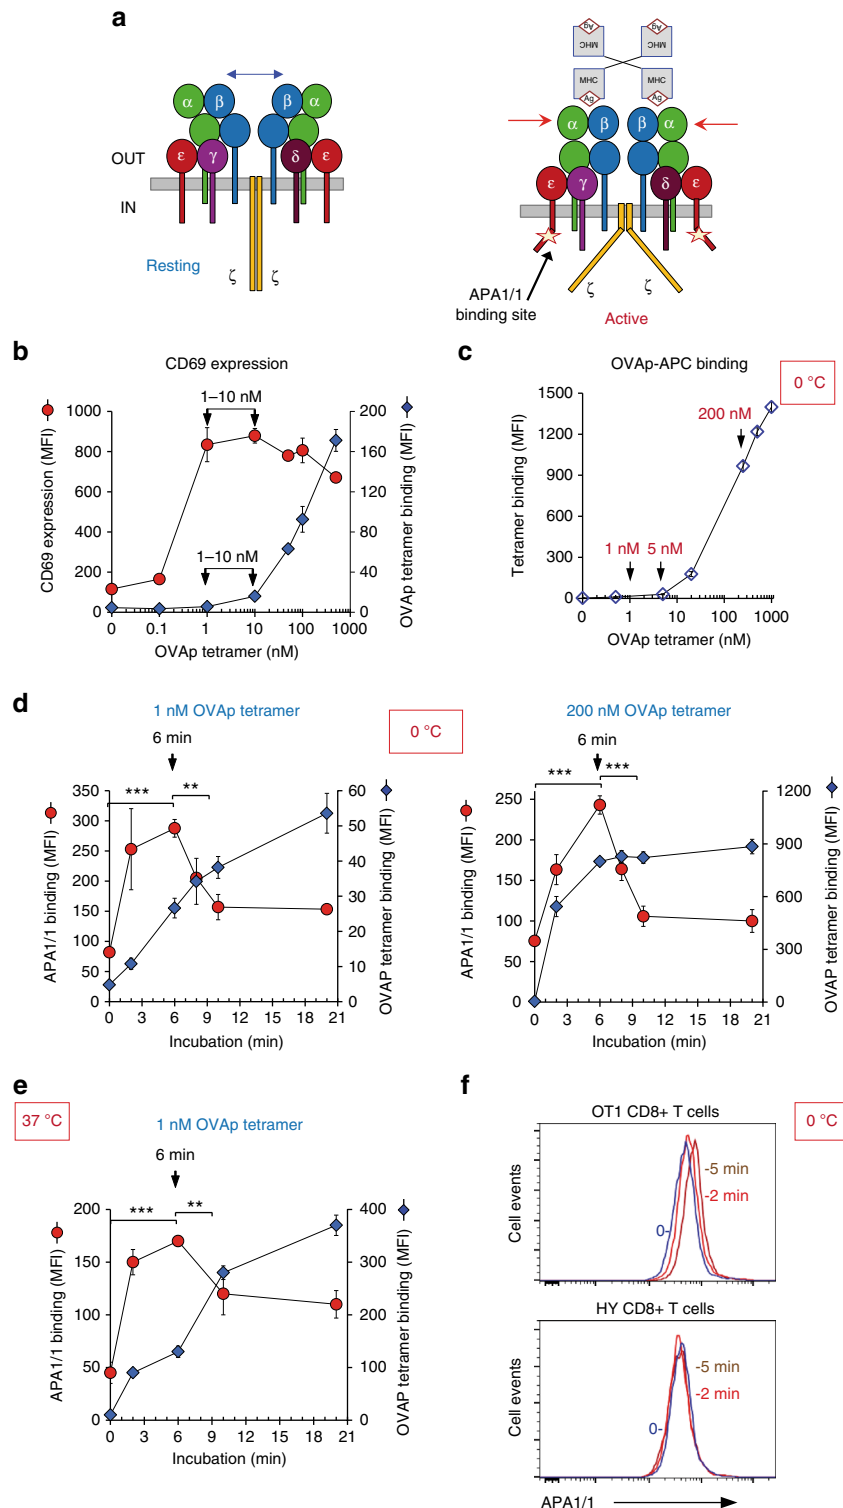 a
Ag Ag
MHC MHC
MHC MHC
Ag Ag
α β β α
ε γ δ ε
OUT
IN
Resting
ζ ζ
α β β α
ε γ δ ε
ζ ζ
APA1/1
binding site
Active
b
CD69 expression
1–10 nM
1–10 nM
CD69 expression (MFI)
1000
800
600
400
200
0
OVAp tetramer binding (MFI)
200
160
120
80
40
0
0 0.1 1 10 100 1000
OVAp tetramer (nM)
c
OVAp-APC binding
0 °C
200 nM
1 nM 5 nM
Tetramer binding (MFI)
1500
1200
900
600
300
0
0 1 10 100 1000
OVAp tetramer (nM)
d
1 nM OVAp tetramer
0 °C
6 min
*** **
APA1/1 binding (MFI)
350
300
250
200
150
100
50
0
OVAP tetramer binding (MFI)
60
50
40
30
20
10
0
0 3 6 9 12 15 18 21
Incubation (min)
200 nM OVAp tetramer
6 min
*** ***
APA1/1 binding (MFI)
250
200
150
100
50
0
OVAP tetramer binding (MFI)
1200
900
600
300
0
0 3 6 9 12 15 18 21
Incubation (min)
e
37 °C
1 nM OVAp tetramer
6 min
*** **
APA1/1 binding (MFI)
200
150
100
50
0
OVAP tetramer binding (MFI)
400
300
200
100
0
0 3 6 9 12 15 18 21
Incubation (min)
f
OT1 CD8+ T cells
0 °C
-5 min
-2 min
0-
Cell events
HY CD8+ T cells
-5 min
-2 min
0-
Cell events
APA1/1